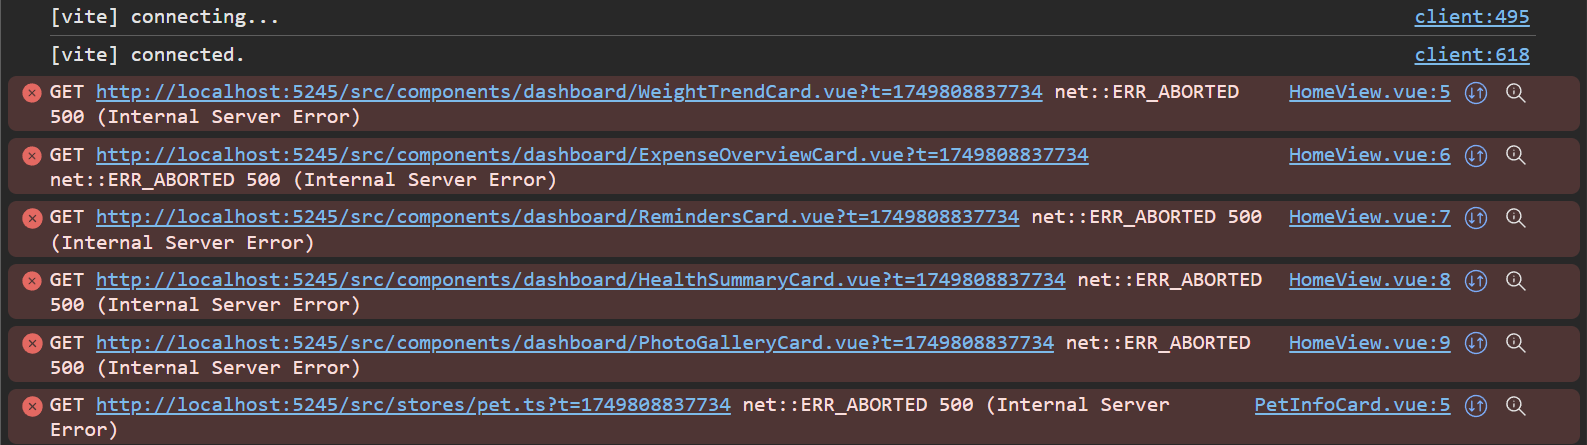 [vite] connecting... client:495
[vite] connected. client:618
GET http://localhost:5245/src/components/dashboard/WeightTrendCard.vue?t=1749808837734 net::ERR_ABORTED HomeView.vue:5
500 (Internal Server Error)
GET http://localhost:5245/src/components/dashboard/ExpenseOverviewCard.vue?t=1749808837734 HomeView.vue:6
net::ERR_ABORTED 500 (Internal Server Error)
GET http://localhost:5245/src/components/dashboard/RemindersCard.vue?t=1749808837734 net::ERR_ABORTED 500 HomeView.vue:7
(Internal Server Error)
GET http://localhost:5245/src/components/dashboard/HealthSummaryCard.vue?t=1749808837734 net::ERR_ABORTED HomeView.vue:8
500 (Internal Server Error)
GET http://localhost:5245/src/components/dashboard/PhotoGalleryCard.vue?t=1749808837734 net::ERR_ABORTED HomeView.vue:9
500 (Internal Server Error)
GET http://localhost:5245/src/stores/pet.ts?t=1749808837734 net::ERR_ABORTED 500 (Internal Server PetInfoCard.vue:5
Error)